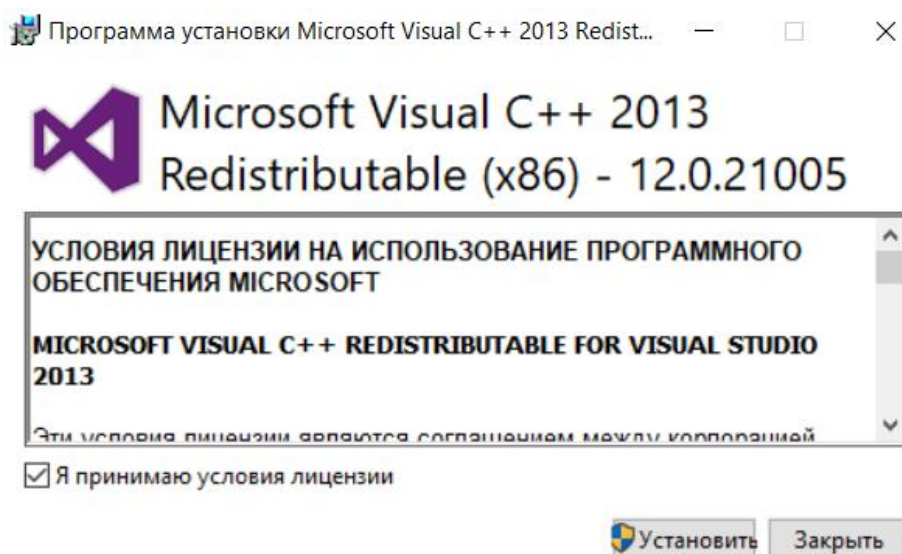 Программа установки Microsoft Visual C++ 2013 Redist...
Microsoft Visual C++ 2013
Redistributable (x86) - 12.0.21005
УСЛОВИЯ ЛИЦЕНЗИИ НА ИСПОЛЬЗОВАНИЕ ПРОГРАММНОГО
ОБЕСПЕЧЕНИЯ MICROSOFT
MICROSOFT VISUAL C++ REDISTRIBUTABLE FOR VISUAL STUDIO
2013
Эти условия лицензии являются соглашением между корпорацией
Я принимаю условия лицензии
Установить Закрыть